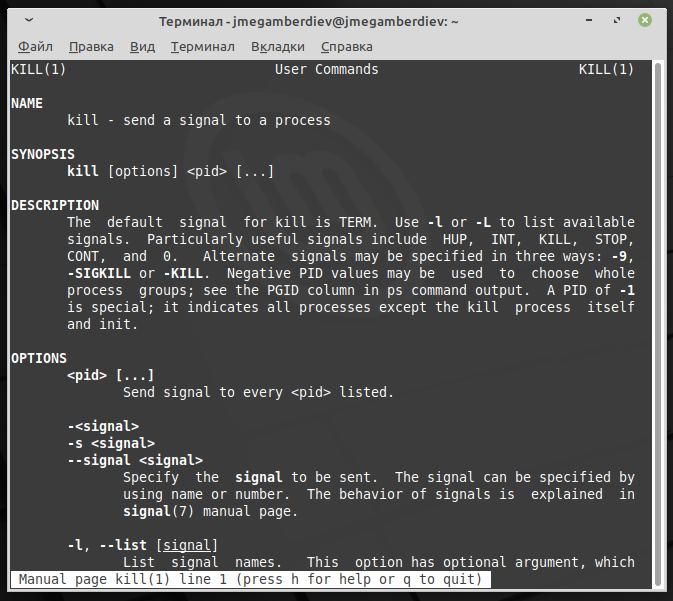 Терминал - jmegamberdiev@jmegamberdiev: ~
Файл Правка Вид Терминал Вкладки Справка
KILL(1) User Commands KILL(1)
NAME
kill - send a signal to a process
SYNOPSIS
kill [options] <pid> [...]
DESCRIPTION
The default signal for kill is TERM. Use -l or -L to list available
signals. Particularly useful signals include HUP, INT, KILL, STOP,
CONT, and 0. Alternate signals may be specified in three ways: -9,
-SIGKILL or -KILL. Negative PID values may be used to choose whole
process groups; see the PGID column in ps command output. A PID of -1
is special; it indicates all processes except the kill process itself
and init.
OPTIONS
<pid> [...]
Send signal to every <pid> listed.
-<signal>
-s <signal>
--signal <signal>
Specify the signal to be sent. The signal can be specified by
using name or number. The behavior of signals is explained in
signal(7) manual page.
-l, --list [signal]
List signal names. This option has optional argument, which
Manual page kill(1) line 1 (press h for help or q to quit)